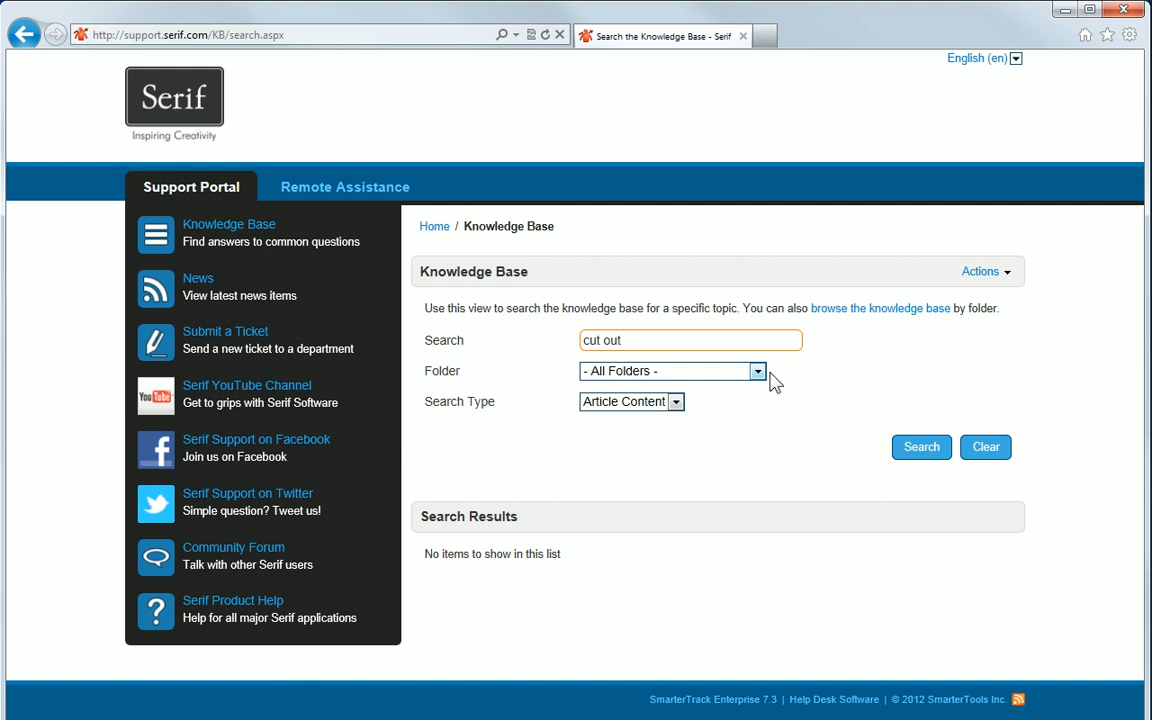 http://support.serif.com/KB/search.aspx
Search the Knowledge Base - Serif
English (en)
Serif
Inspiring Creativity
Support Portal
Remote Assistance
Knowledge Base
Find answers to common questions
News
View latest news items
Submit a Ticket
Send a new ticket to a department
You Tube
Serif YouTube Channel
Get to grips with Serif Software
f
Serif Support on Facebook
Join us on Facebook
Serif Support on Twitter
Simple question? Tweet us!
Community Forum
Talk with other Serif users
?
Serif Product Help
Help for all major Serif applications
Home / Knowledge Base
Knowledge Base
Actions
Use this view to search the knowledge base for a specific topic. You can also browse the knowledge base by folder.
Search cut out
Folder - All Folders -
Search Type Article Content
Search Clear
Search Results
No items to show in this list
SmarterTrack Enterprise 7.3 | Help Desk Software | © 2012 SmarterTools Inc.